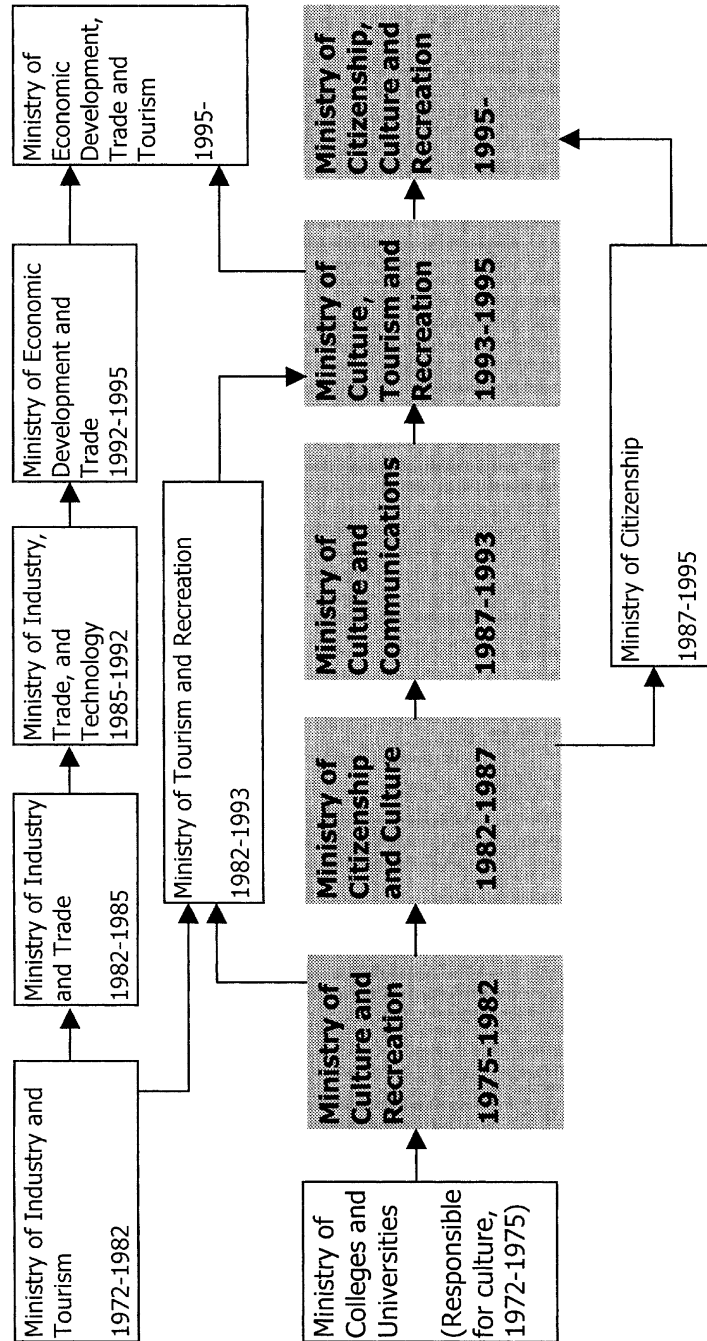 Ministry of Industry and
Tourism
1972-1982
Ministry of Industry
and Trade
1982-1985
Ministry of Industry,
Trade, and
Technology
1985-1992
Ministry of Economic
Development and
Trade
1992-1995
Ministry of
Economic
Development,
Trade and
Tourism
1995-
Ministry of Tourism and Recreation
1982-1993
Ministry of
Colleges and
Universities
(Responsible
for culture,
1972-1975)
Ministry of
Culture and
Recreation
1975-1982
Ministry of
Citizenship
and Culture
1982-1987
Ministry of
Culture and
Communications
1987-1993
Ministry of
Culture,
Tourism and
Recreation
1993-1995
Ministry of
Citizenship,
Culture and
Recreation
1995-
Ministry of Citizenship
1987-1995